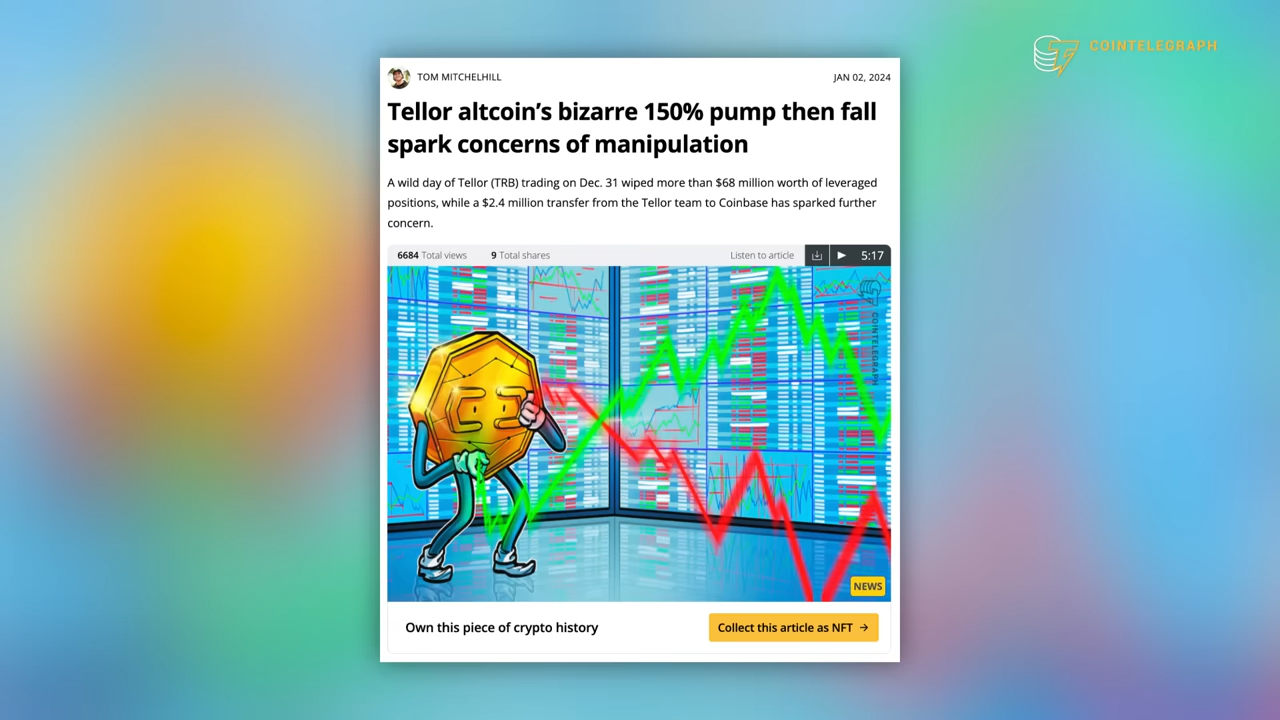 COINTELEGRAPH
TOM MITCHELHILL
JAN 02, 2024
Tellor altcoin’s bizarre 150% pump then fall
spark concerns of manipulation
A wild day of Tellor (TRB) trading on Dec. 31 wiped more than $68 million worth of leveraged
positions, while a $2.4 million transfer from the Tellor team to Coinbase has sparked further
concern.
6684 Total views 9 Total shares Listen to article 5:17
COINTELEGRAPH
NEWS
Own this piece of crypto history
Collect this article as NFT →